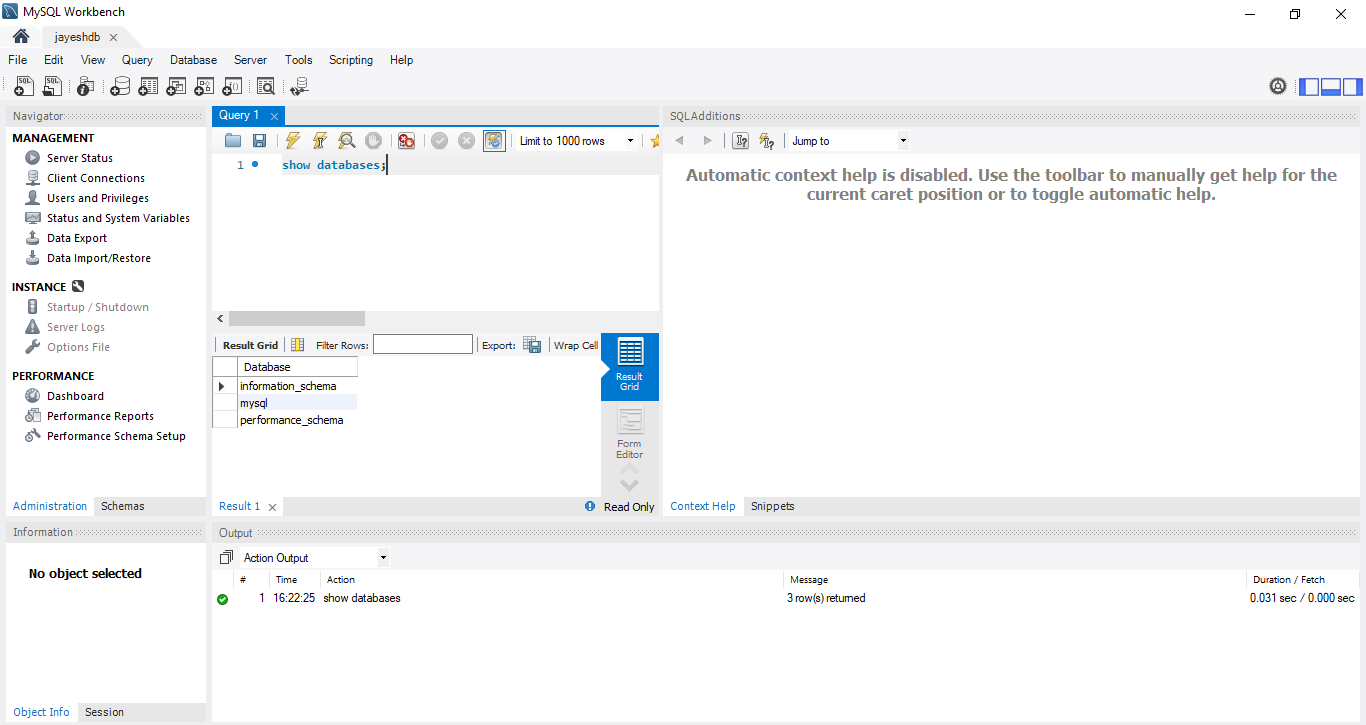 MySQL Workbench
jayeshdb
File Edit View Query Database Server Tools Scripting Help
Navigator
MANAGEMENT
Server Status
Client Connections
Users and Privileges
Status and System Variables
Data Export
Data Import/Restore
INSTANCE
Startup / Shutdown
Server Logs
Options File
PERFORMANCE
Dashboard
Performance Reports
Performance Schema Setup
Administration Schemas
Information
No object selected
Object Info Session
Query 1
Limit to 1000 rows
1 show databases;
Result Grid Filter Rows: Export: Wrap Cell
Database
information_schema
mysql
performance_schema
Result
Grid
Form
Editor
Result 1 Read Only
SQLAdditions
Jump to
Automatic context help is disabled. Use the toolbar to manually get help for the
current caret position or to toggle automatic help.
Context Help Snippets
Output
Action Output
# Time Action Message Duration / Fetch
1 16:22:25 show databases 3 row(s) returned 0.031 sec / 0.000 sec